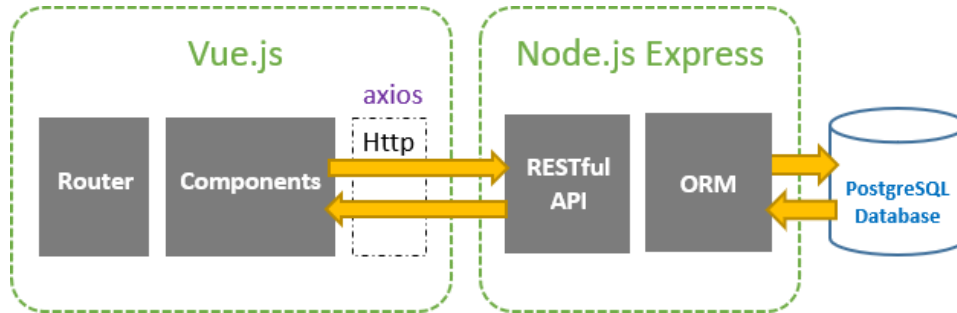 Vue.js
Node.js Express
axios
Http
Router
Components
RESTful
API
ORM
PostgreSQL
Database